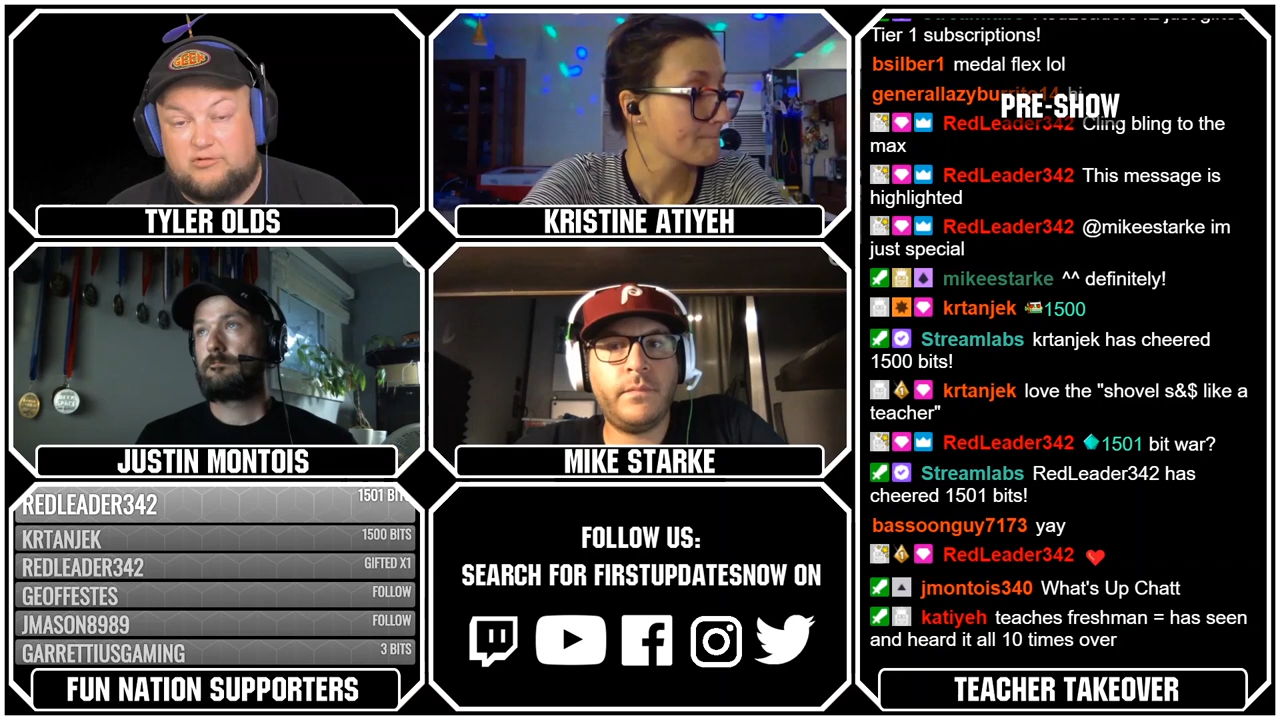 GEEK
TYLER OLDS
KRISTINE ATIYEH
JUSTIN MONTOIS
MIKE STARKE
REDLEADER342 1501 BITS
KRTANJEK 1500 BITS
REDLEADER342 GIFTED X1
GEOFFESTES FOLLOW
JMASON8989 FOLLOW
GARRETTIUSGAMING 3 BITS
FUN NATION SUPPORTERS
FOLLOW US:
SEARCH FOR FIRSTUPDATESNOW ON
Tier 1 subscriptions!
bsilber1 medal flex lol
generallazyburrito14 hi
PRE-SHOW
RedLeader342 Cling bling to the
max
RedLeader342 This message is
highlighted
RedLeader342 @mikeestarke im
just special
mikeestarke ^^ definitely!
krtanjek 1500
Streamlabs krtanjek has cheered
1500 bits!
krtanjek love the "shovel s&$ like a
teacher"
RedLeader342 1501 bit war?
Streamlabs RedLeader342 has
cheered 1501 bits!
bassoonguy7173 yay
RedLeader342
jmontois340 What's Up Chatt
katiyeh teaches freshman = has seen
and heard it all 10 times over
TEACHER TAKEOVER